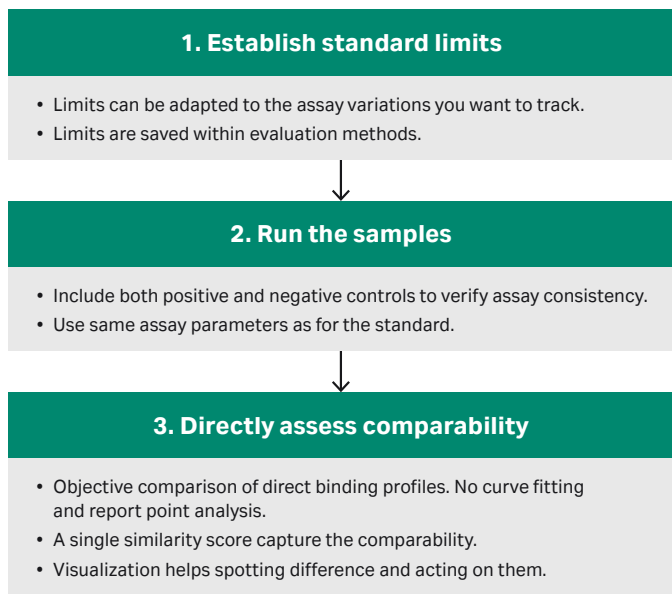 1. Establish standard limits
• Limits can be adapted to the assay variations you want to track.
• Limits are saved within evaluation methods.
2. Run the samples
• Include both positive and negative controls to verify assay consistency.
• Use same assay parameters as for the standard.
3. Directly assess comparability
• Objective comparison of direct binding profiles. No curve fitting
and report point analysis.
• A single similarity score capture the comparability.
• Visualization helps spotting difference and acting on them.